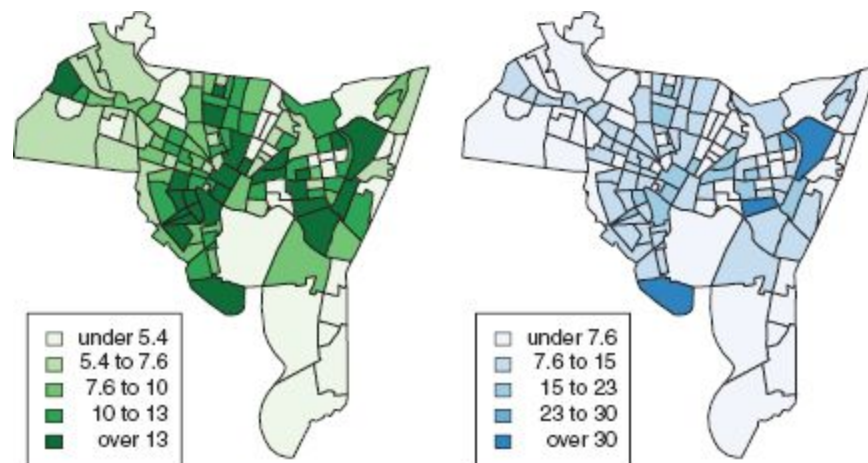 under 5.4
5.4 to 7.6
7.6 to 10
10 to 13
over 13
under 7.6
7.6 to 15
15 to 23
23 to 30
over 30